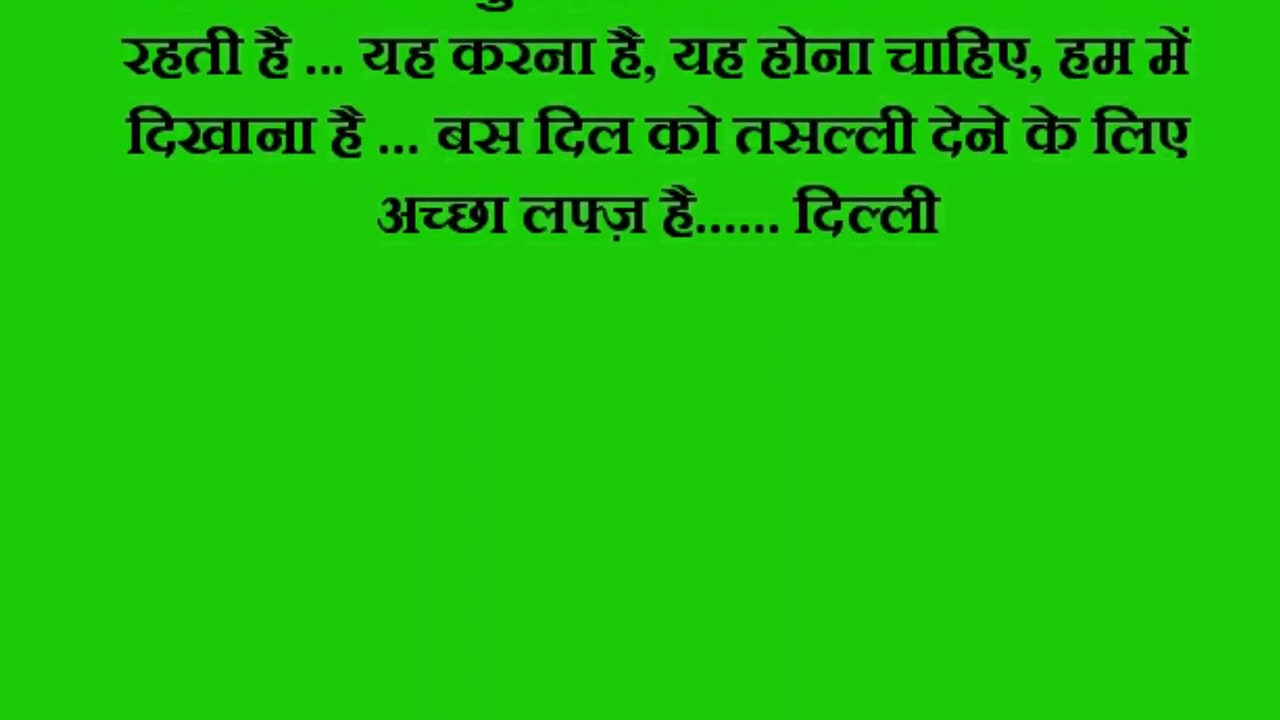 रहती है ... यह करना है, यह होना चाहिए, हम में
दिखाना है ... बस दिल को तसल्ली देने के लिए
अच्छा लफ्ज़ है...... दिल्ली